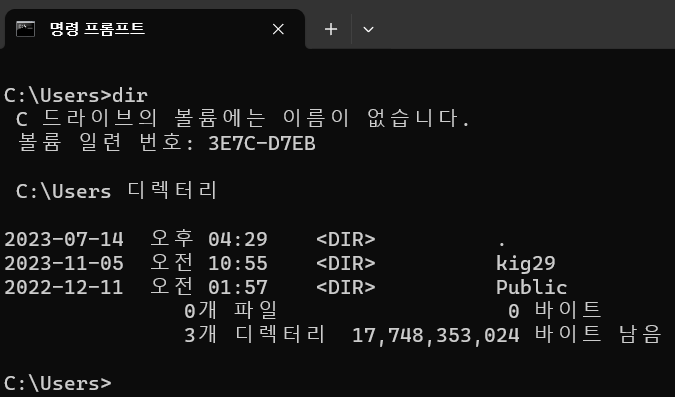 명령 프롬프트
C:\Users>dir
C 드라이브의 볼륨에는 이름이 없습니다.
볼륨 일련 번호: 3E7C-D7EB
C:\Users 디렉터리
2023-07-14 오후 04:29 <DIR> .
2023-11-05 오전 10:55 <DIR> kig29
2022-12-11 오전 01:57 <DIR> Public
0개 파일 0 바이트
3개 디렉터리 17,748,353,024 바이트 남음
C:\Users>